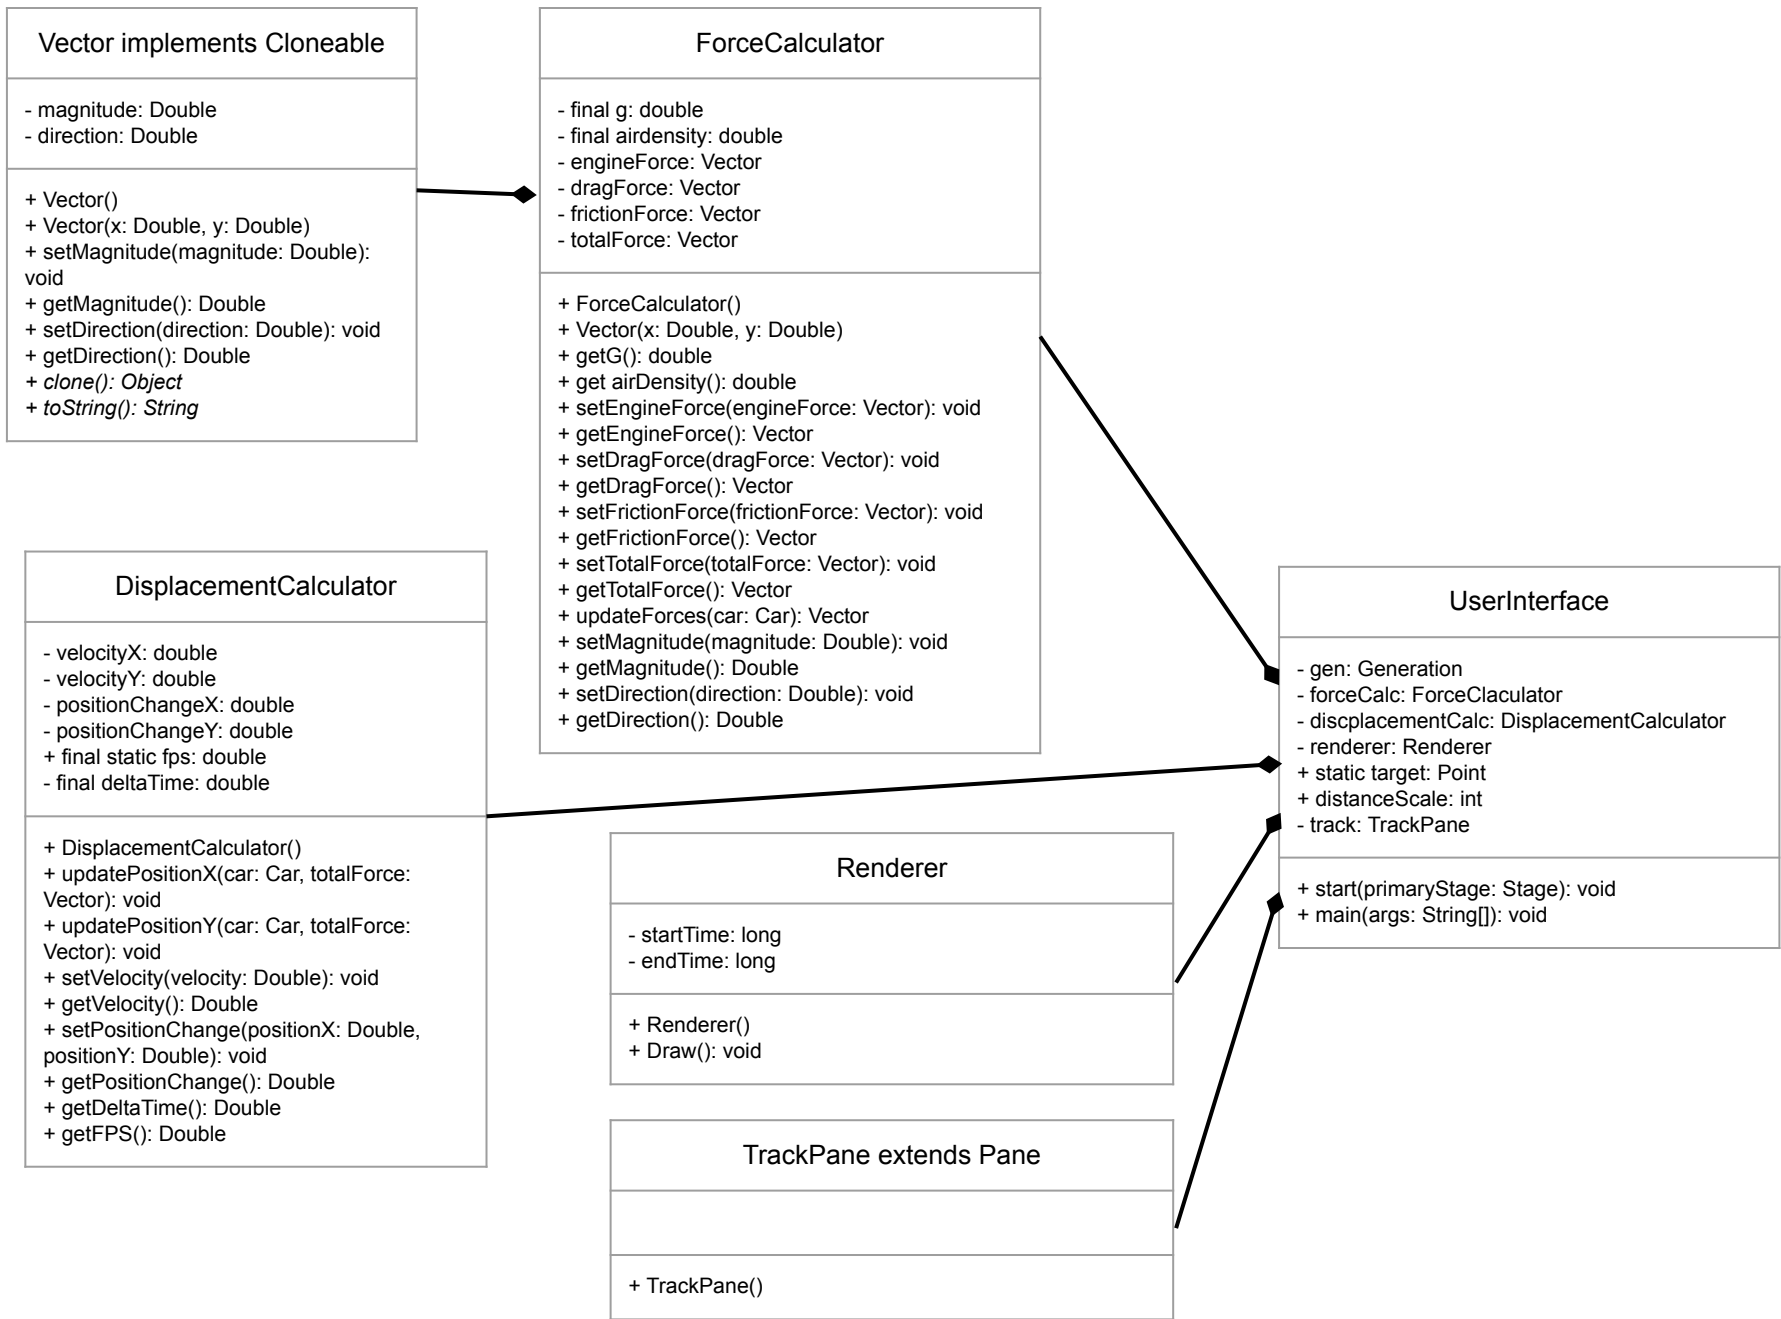 Vector implements Cloneable
- magnitude: Double
- direction: Double
+ Vector()
+ Vector(x: Double, y: Double)
+ setMagnitude(magnitude: Double):
void
+ getMagnitude(): Double
+ setDirection(direction: Double): void
+ getDirection(): Double
+ clone(): Object
+ toString(): String
ForceCalculator
- final g: double
- final airdensity: double
- engineForce: Vector
- dragForce: Vector
- frictionForce: Vector
- totalForce: Vector
+ ForceCalculator()
+ Vector(x: Double, y: Double)
+ getG(): double
+ get airDensity(): double
+ setEngineForce(engineForce: Vector): void
+ getEngineForce(): Vector
+ setDragForce(dragForce: Vector): void
+ getDragForce(): Vector
+ setFrictionForce(frictionForce: Vector): void
+ getFrictionForce(): Vector
+ setTotalForce(totalForce: Vector): void
+ getTotalForce(): Vector
+ updateForces(car: Car): Vector
+ setMagnitude(magnitude: Double): void
+ getMagnitude(): Double
+ setDirection(direction: Double): void
+ getDirection(): Double
DisplacementCalculator
- velocityX: double
- velocityY: double
- positionChangeX: double
- positionChangeY: double
+ final static fps: double
- final deltaTime: double
+ DisplacementCalculator()
+ updatePositionX(car: Car, totalForce:
Vector): void
+ updatePositionY(car: Car, totalForce:
Vector): void
+ setVelocity(velocity: Double): void
+ getVelocity(): Double
+ setPositionChange(positionX: Double,
positionY: Double): void
+ getPositionChange(): Double
+ getDeltaTime(): Double
+ getFPS(): Double
UserInterface
- gen: Generation
- forceCalc: ForceClaculator
- discplacementCalc: DisplacementCalculator
- renderer: Renderer
+ static target: Point
+ distanceScale: int
- track: TrackPane
+ start(primaryStage: Stage): void
+ main(args: String[]): void
Renderer
- startTime: long
- endTime: long
+ Renderer()
+ Draw(): void
TrackPane extends Pane
+ TrackPane()